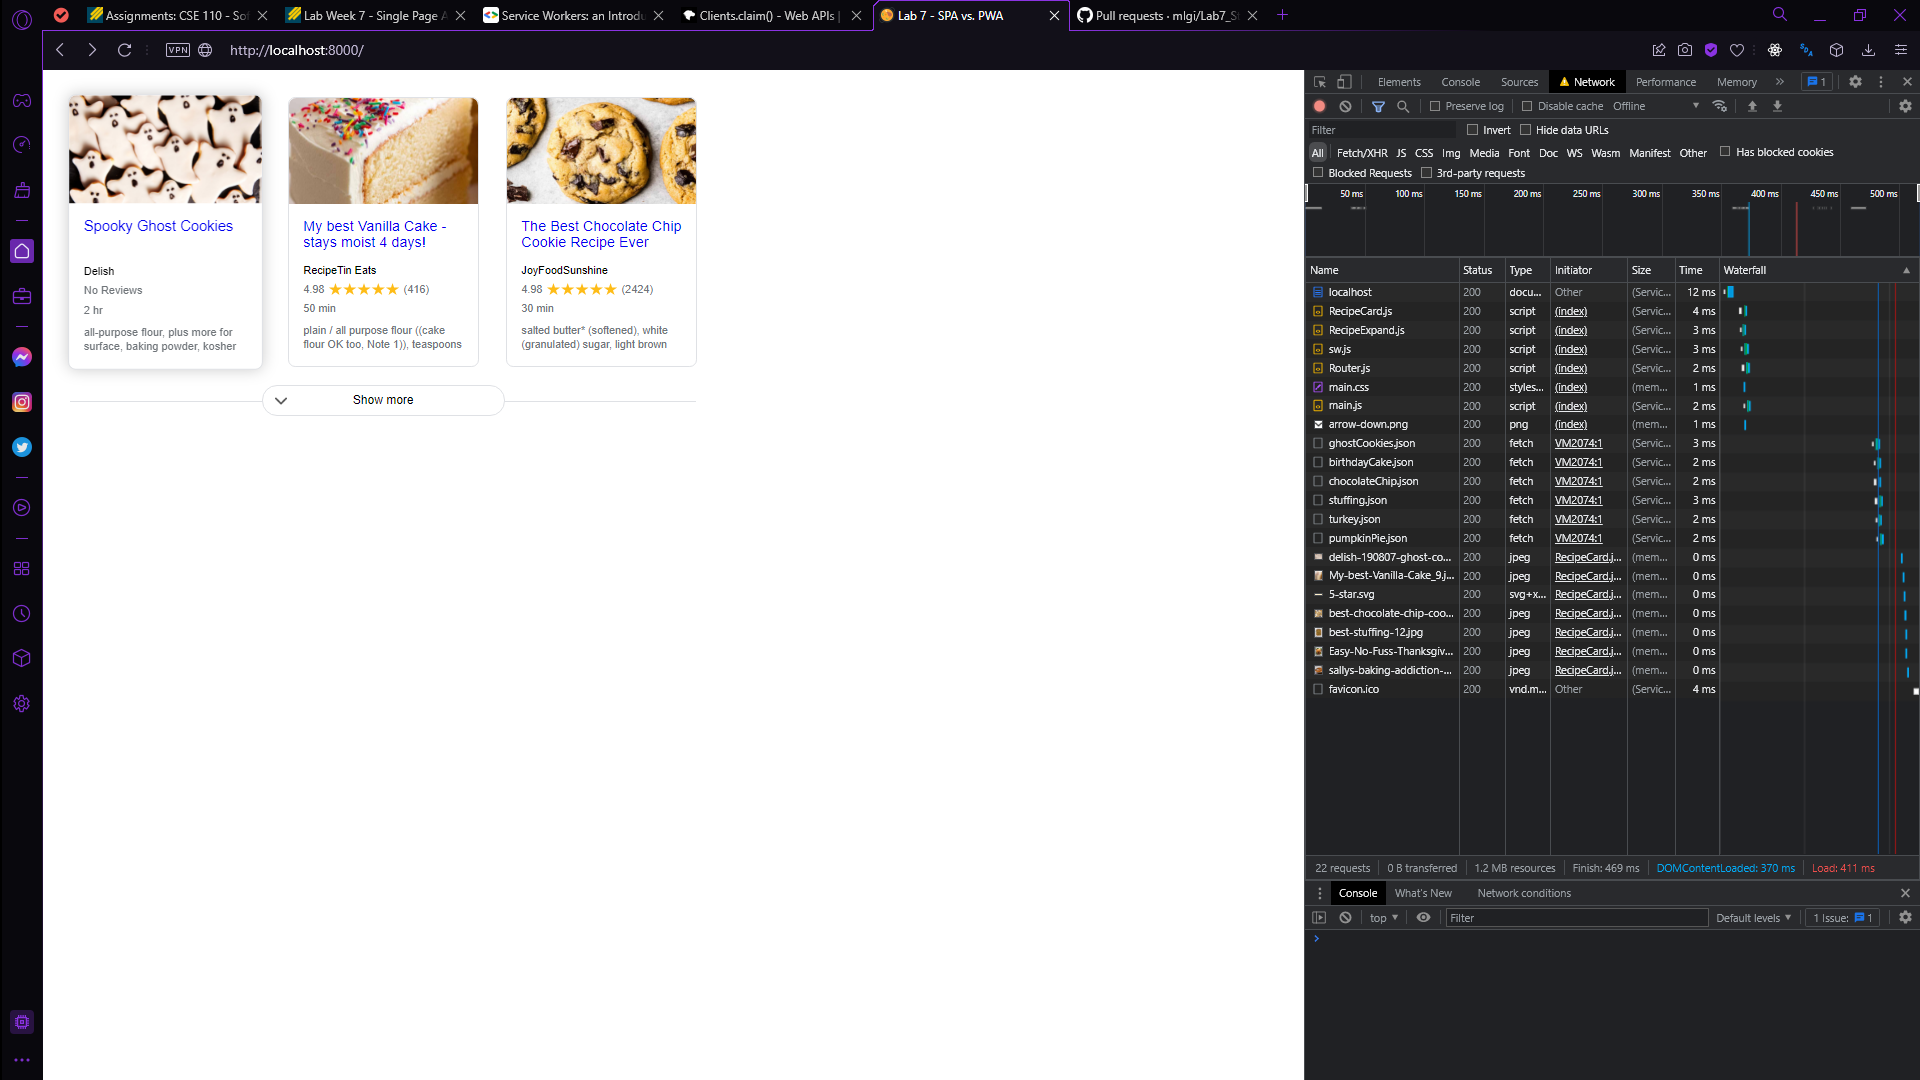 Assignments: CSE 110 - Sof
Lab Week 7 - Single Page A
Service Workers: an Introdu
Clients.claim() - Web APIs |
Lab 7 - SPA vs. PWA
Pull requests · mlgi/Lab7_St
VPN
http://localhost:8000/
Spooky Ghost Cookies
Delish
No Reviews
2 hr
all-purpose flour, plus more for
surface, baking powder, kosher
My best Vanilla Cake -
stays moist 4 days!
RecipeTin Eats
4.98 (416)
50 min
plain / all purpose flour ((cake
flour OK too, Note 1)), teaspoons
The Best Chocolate Chip
Cookie Recipe Ever
JoyFoodSunshine
4.98 (2424)
30 min
salted butter* (softened), white
(granulated) sugar, light brown
Show more
Elements Console Sources Network Performance Memory 1
Preserve log Disable cache Offline
Filter Invert Hide data URLs
All Fetch/XHR JS CSS Img Media Font Doc WS Wasm Manifest Other Has blocked cookies
Blocked Requests 3rd-party requests
50 ms 100 ms 150 ms 200 ms 250 ms 300 ms 350 ms 400 ms 450 ms 500 ms
Name Status Type Initiator Size Time Waterfall
localhost 200 docu... Other (Servic... 12 ms
RecipeCard.js 200 script (index) (Servic... 4 ms
RecipeExpand.js 200 script (index) (Servic... 3 ms
sw.js 200 script (index) (Servic... 3 ms
Router.js 200 script (index) (Servic... 2 ms
main.css 200 styles... (index) (mem... 1 ms
main.js 200 script (index) (Servic... 2 ms
arrow-down.png 200 png (index) (mem... 1 ms
ghostCookies.json 200 fetch VM2074:1 (Servic... 3 ms
birthdayCake.json 200 fetch VM2074:1 (Servic... 2 ms
chocolateChip.json 200 fetch VM2074:1 (Servic... 2 ms
stuffing.json 200 fetch VM2074:1 (Servic... 3 ms
turkey.json 200 fetch VM2074:1 (Servic... 2 ms
pumpkinPie.json 200 fetch VM2074:1 (Servic... 2 ms
delish-190807-ghost-co... 200 jpeg RecipeCard.j... (mem... 0 ms
My-best-Vanilla-Cake_9.j... 200 jpeg RecipeCard.j... (mem... 0 ms
5-star.svg 200 svg+x... RecipeCard.j... (mem... 0 ms
best-chocolate-chip-coo... 200 jpeg RecipeCard.j... (mem... 0 ms
best-stuffing-12.jpg 200 jpeg RecipeCard.j... (mem... 0 ms
Easy-No-Fuss-Thanksgiv... 200 jpeg RecipeCard.j... (mem... 0 ms
sallys-baking-addiction-... 200 jpeg RecipeCard.j... (mem... 0 ms
favicon.ico 200 vnd.m... Other (Servic... 4 ms
22 requests 0 B transferred 1.2 MB resources Finish: 469 ms DOMContentLoaded: 370 ms Load: 411 ms
Console What's New Network conditions
top Filter Default levels 1 Issue: 1